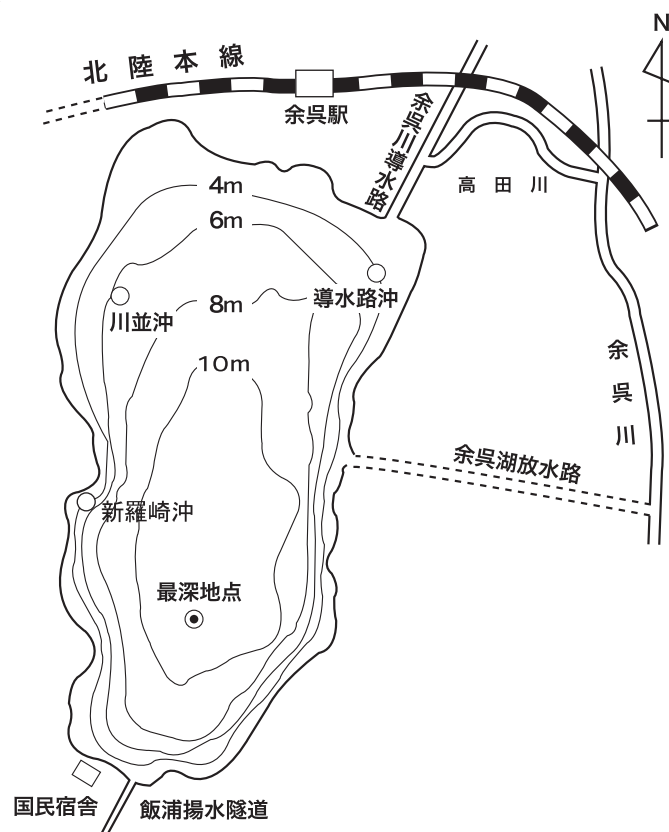 N
北陸本線
余呉駅
余呉川導水路
高田川
4m
6m
導水路沖
川並沖
8m
10m
余呉川
余呉湖放水路
新羅崎沖
最深地点
国民宿舎
飯浦揚水隧道